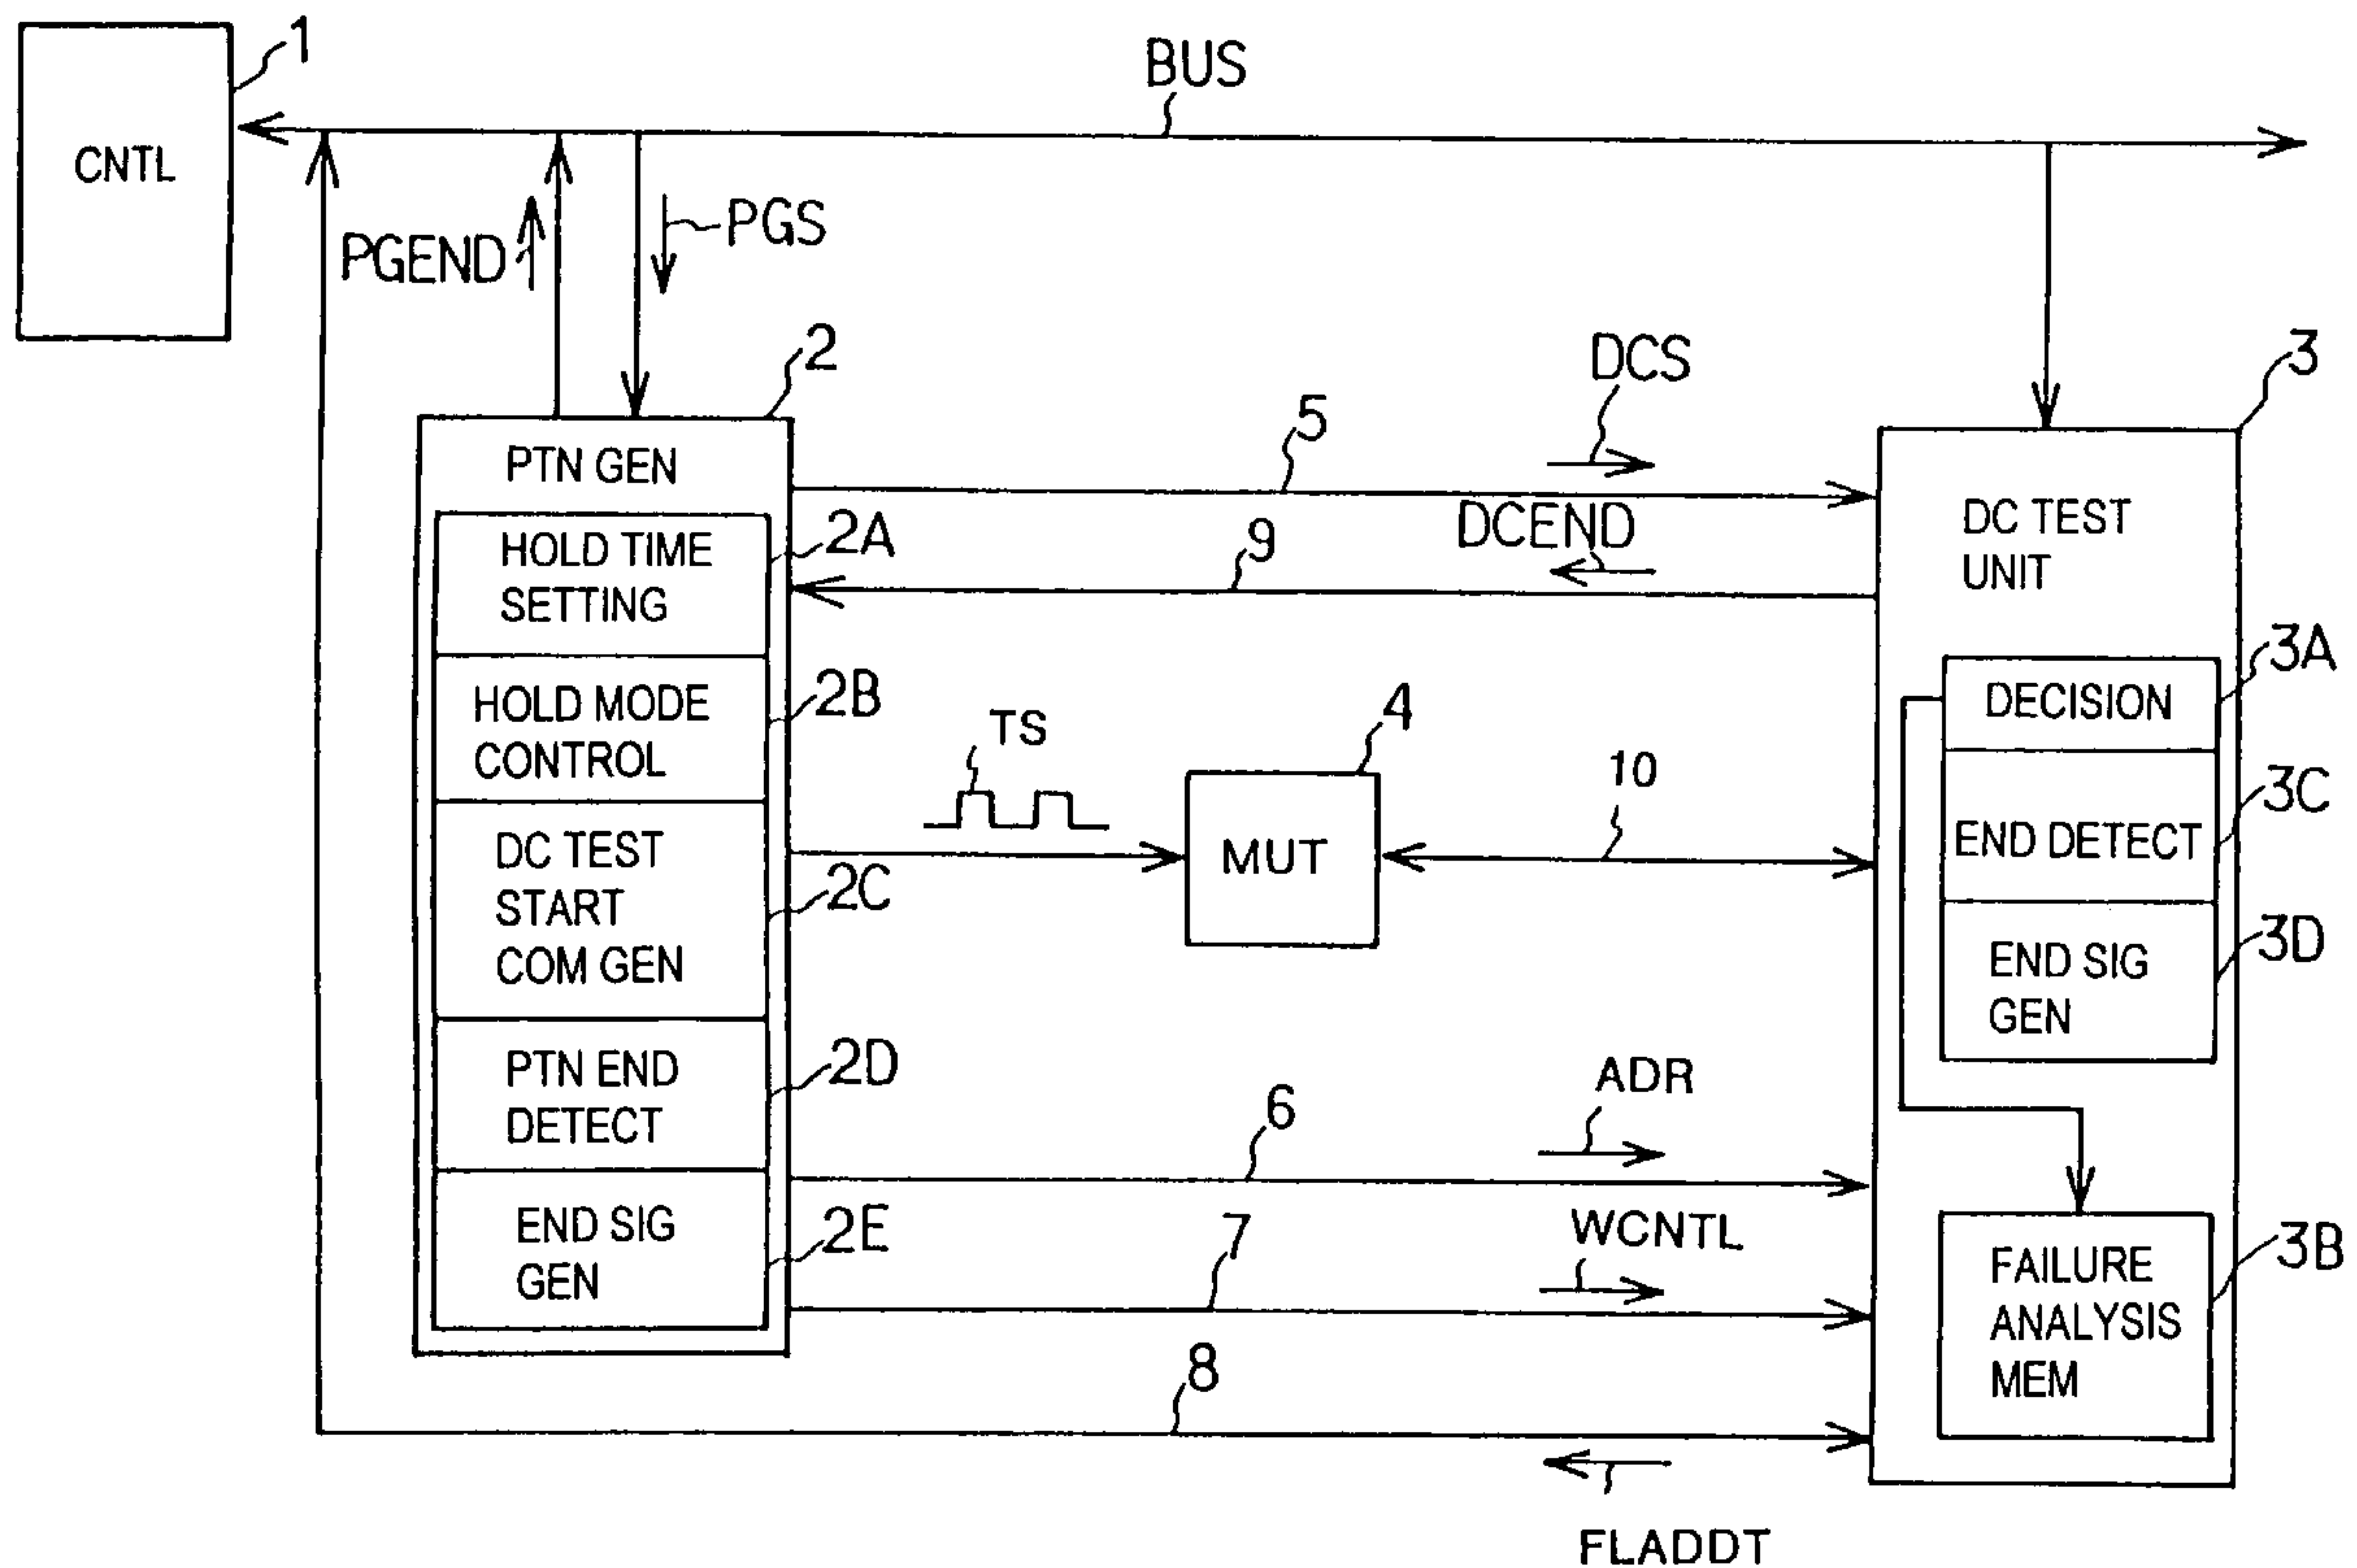 1
BUS
CNTL
PGEND
PGS
2
DCS
3
5
PTN GEN
DCEND
9
DC TEST
UNIT
HOLD TIME
SETTING
2A
3A
HOLD MODE
CONTROL
2B
DECISION
TS
4
10
3C
MUT
END DETECT
DC TEST
START
COM GEN
2C
3D
END SIG
GEN
PTN END
DETECT
2D
ADR
6
END SIG
GEN
2E
7
WCNTL
3B
FAILURE
ANALYSIS
MEM
8
FLADDT